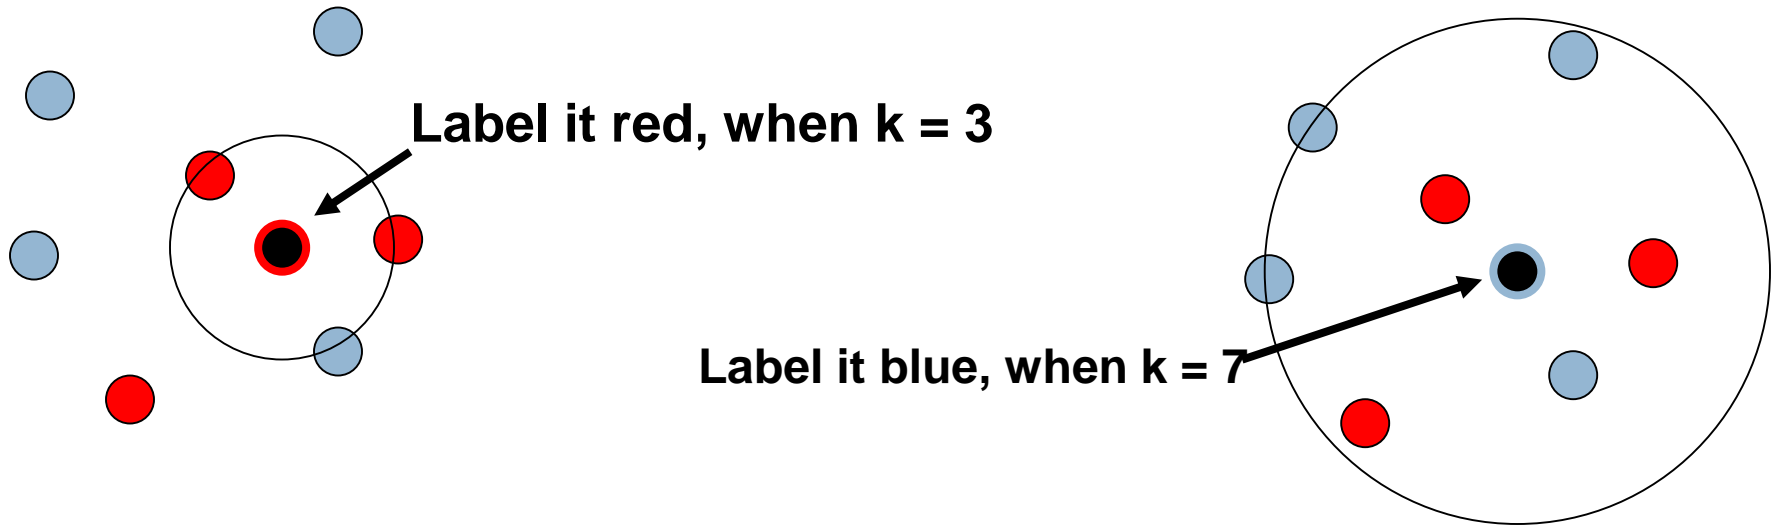 Label it red, when k = 3
Label it blue, when k = 7